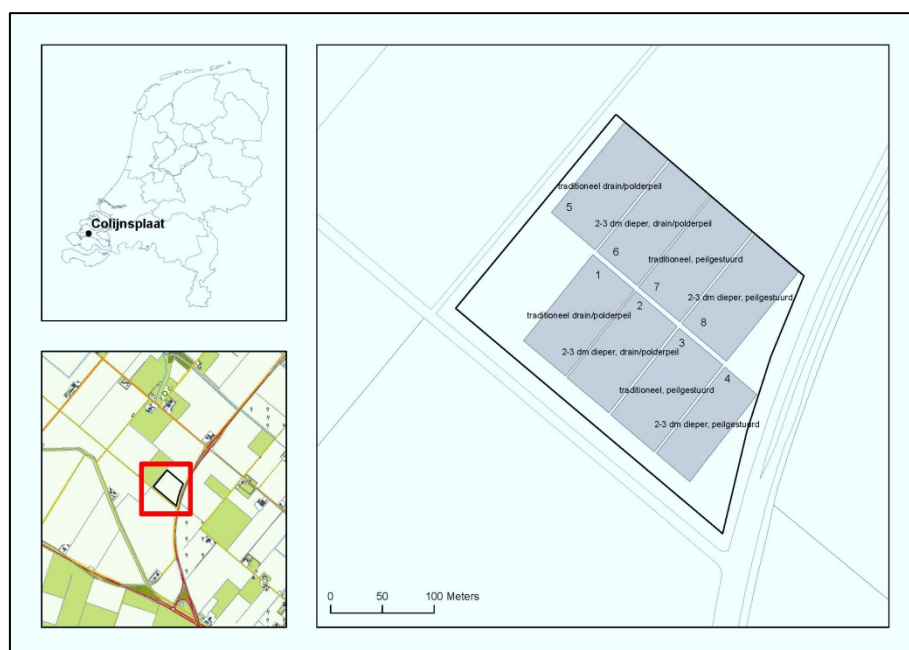 Colijnsplaat
traditioneel drain/polderpeil
5
2-3 dm dieper, drain/polderpeil
6
traditioneel, peilgestuurd
1
7
2-3 dm dieper, peilgestuurd
2
8
traditioneel drain/polderpeil
3
2-3 dm dieper, drain/polderpeil
4
traditioneel, peilgestuurd
2-3 dm dieper, peilgestuurd
0 50 100 Meters